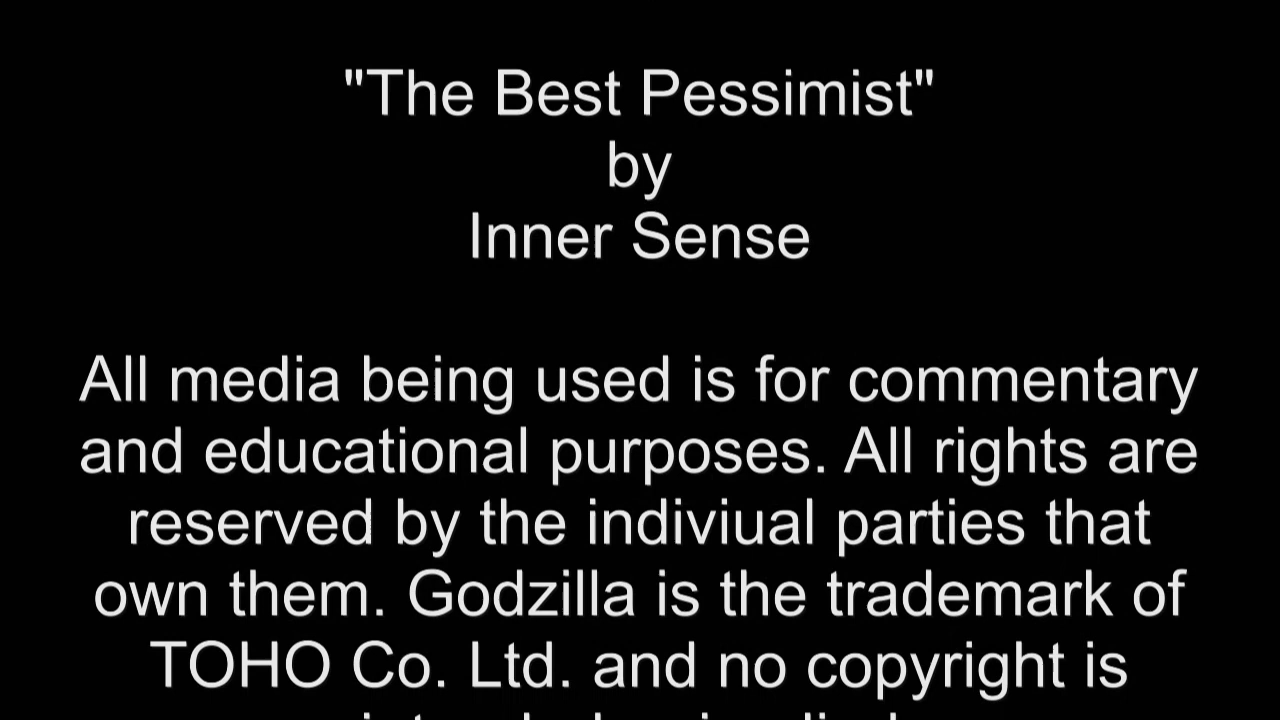 "The Best Pessimist"
by
Inner Sense
All media being used is for commentary
and educational purposes. All rights are
reserved by the indiviual parties that
own them. Godzilla is the trademark of
TOHO Co. Ltd. and no copyright is